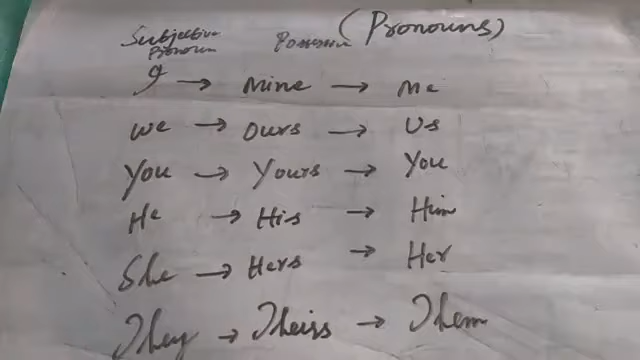 (Pronouns)
Subjective Possessive
Pronoun
I → Mine → Me
We → Ours → Us
You → Yours → You
He → His → Him
She → Hers → Her
They → Theirs → Them